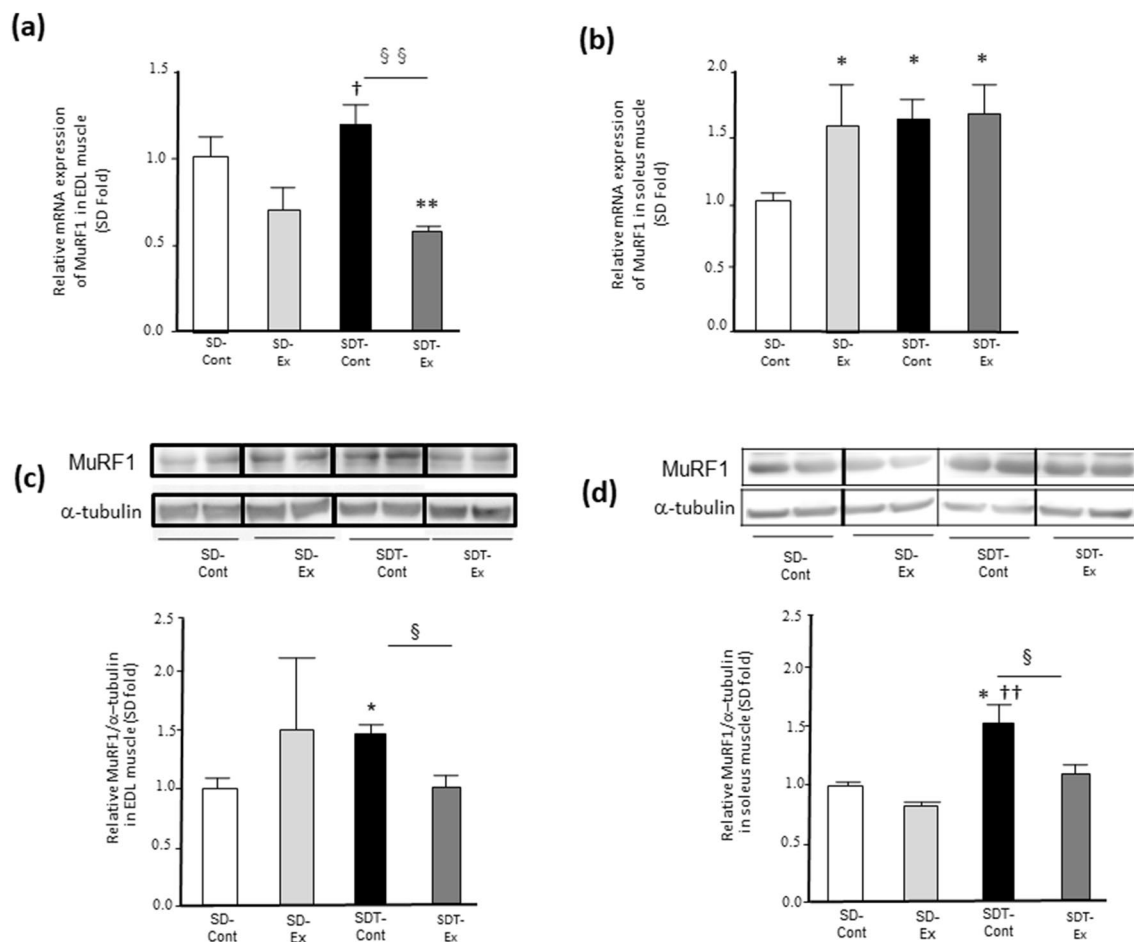 (a)
Relative mRNA expression
of MuRF1 in EDL muscle
(SD Fold)
1.5
1.0
0.5
0.0
†
§ §
**
SD-
Cont
SD-
Ex
SDT-
Cont
SDT-
Ex
(b)
Relative mRNA expression
of MuRF1 in soleus muscle
(SD Fold)
2.0
1.5
1.0
0.5
0.0
*
*
*
SD-
Cont
SD-
Ex
SDT-
Cont
SDT-
Ex
(c)
MuRF1
α-tubulin
SD-
Cont
SD-
Ex
SDT-
Cont
SDT-
Ex
Relative MuRF1/α–tubulin
in EDL muscle (SD fold)
2.5
2.0
1.5
1.0
0.5
0.0
*
§
SD-
Cont
SD-
Ex
SDT-
Cont
SDT-
Ex
(d)
MuRF1
α-tubulin
SD-
Cont
SD-
Ex
SDT-
Cont
SDT-
Ex
Relative MuRF1/α–tubulin
in soleus muscle (SD fold)
2.5
2.0
1.5
1.0
0.5
0.0
* ††
§
SD-
Cont
SD-
Ex
SDT-
Cont
SDT-
Ex